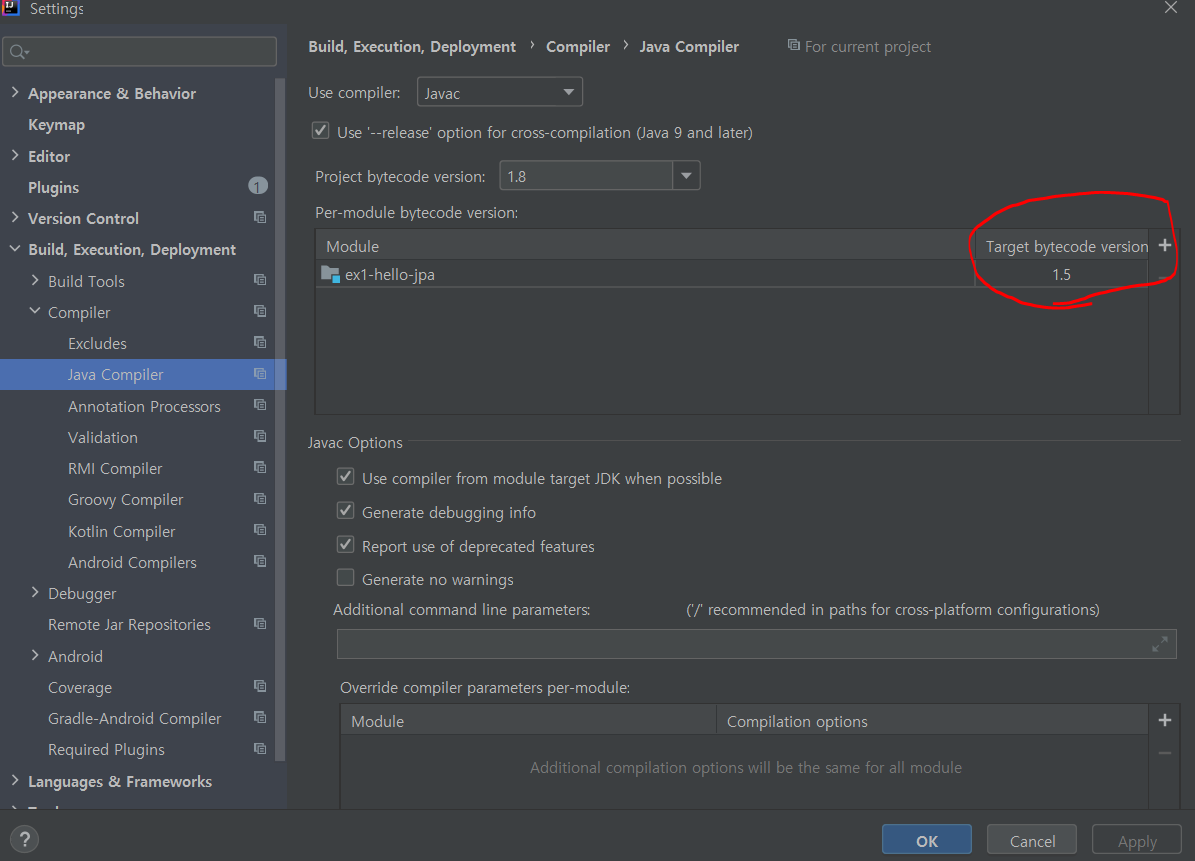 Settings
Build, Execution, Deployment › Compiler › Java Compiler For current project
Appearance & Behavior
Keymap
Editor
Plugins 1
Version Control
Build, Execution, Deployment
Build Tools
Compiler
Excludes
Java Compiler
Annotation Processors
Validation
RMI Compiler
Groovy Compiler
Kotlin Compiler
Android Compilers
Debugger
Remote Jar Repositories
Android
Coverage
Gradle-Android Compiler
Required Plugins
Languages & Frameworks
Use compiler: Javac
Use '--release' option for cross-compilation (Java 9 and later)
Project bytecode version: 1.8
Per-module bytecode version:
Module Target bytecode version
ex1-hello-jpa 1.5
Javac Options
Use compiler from module target JDK when possible
Generate debugging info
Report use of deprecated features
Generate no warnings
Additional command line parameters: ('/' recommended in paths for cross-platform configurations)
Override compiler parameters per-module:
Module Compilation options
Additional compilation options will be the same for all module
? OK Cancel Apply